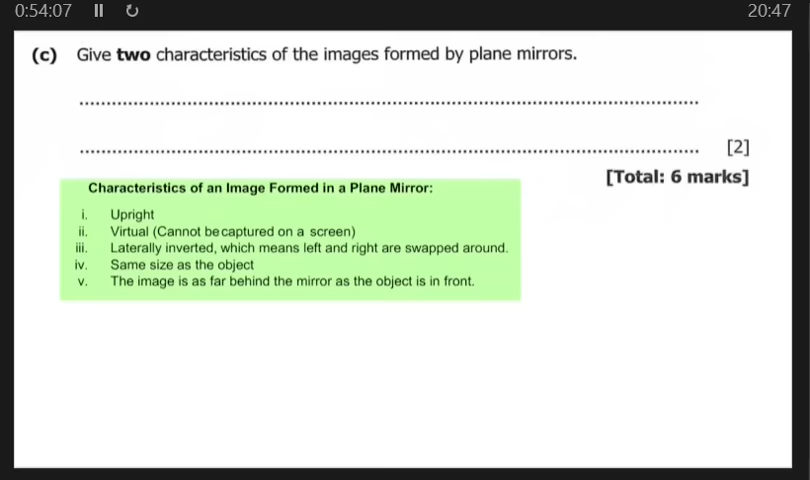 0:54:07
20:47
(c) Give two characteristics of the images formed by plane mirrors.
[2]
[Total: 6 marks]
Characteristics of an Image Formed in a Plane Mirror:
i. Upright
ii. Virtual (Cannot be captured on a screen)
iii. Laterally inverted, which means left and right are swapped around.
iv. Same size as the object
v. The image is as far behind the mirror as the object is in front.